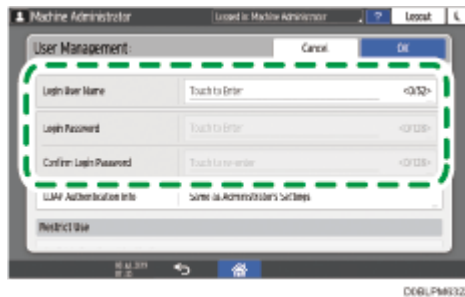 Machine Administrator
Logged in: Machine Administrator
?
Logout
User Management:
Cancel
OK
Login User Name
Touch to Enter
<0/32>
Login Password
Touch to Enter
<0/128>
Confirm Login Password
Touch to re-enter
<0/128>
LDAP Authentication Info
Same as Administrator's Settings
Restrict Use